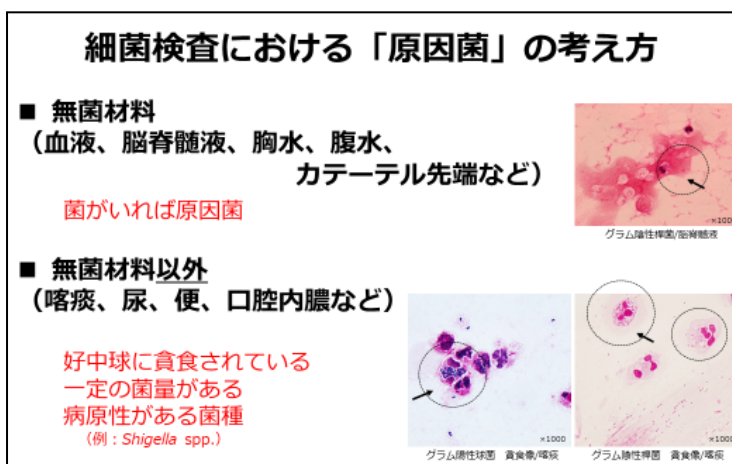 細菌検査における「原因菌」の考え方
■ 無菌材料
（血液、脳脊髄液、胸水、腹水、
カテーテル先端など）
菌がいれば原因菌
×1000
グラム陰性桿菌/脳脊髄液
■ 無菌材料以外
（喀痰、尿、便、口腔内膿など）
好中球に貪食されている
一定の菌量がある
病原性がある菌種
（例：Shigella spp.）
×1000
グラム陽性球菌　貪食像/喀痰
×1000
グラム陰性桿菌　貪食像/喀痰